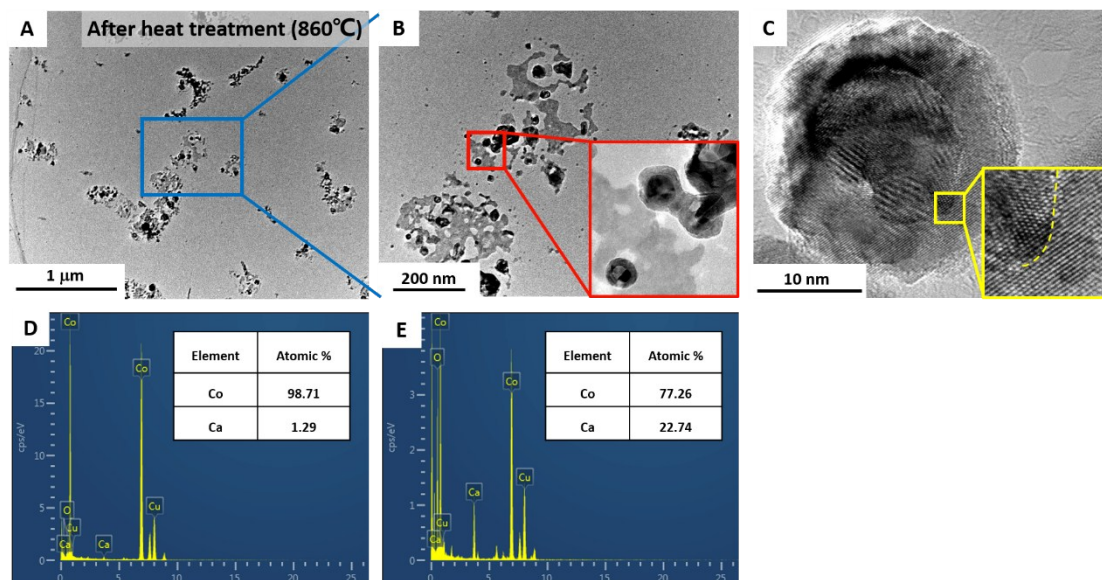 A
After heat treatment (860℃)
1 μm
B
200 nm
C
10 nm
D
Co
Co
O
Cu
Ca
Ca
Cu
Element Atomic %
Co 98.71
Ca 1.29
cps/eV
20
15
10
5
0
0 5 10 15 20 25
E
Co
O
Co
Cu
Ca
Ca
Cu
Element Atomic %
Co 77.26
Ca 22.74
cps/eV
3
2
1
0
0 5 10 15 20 25